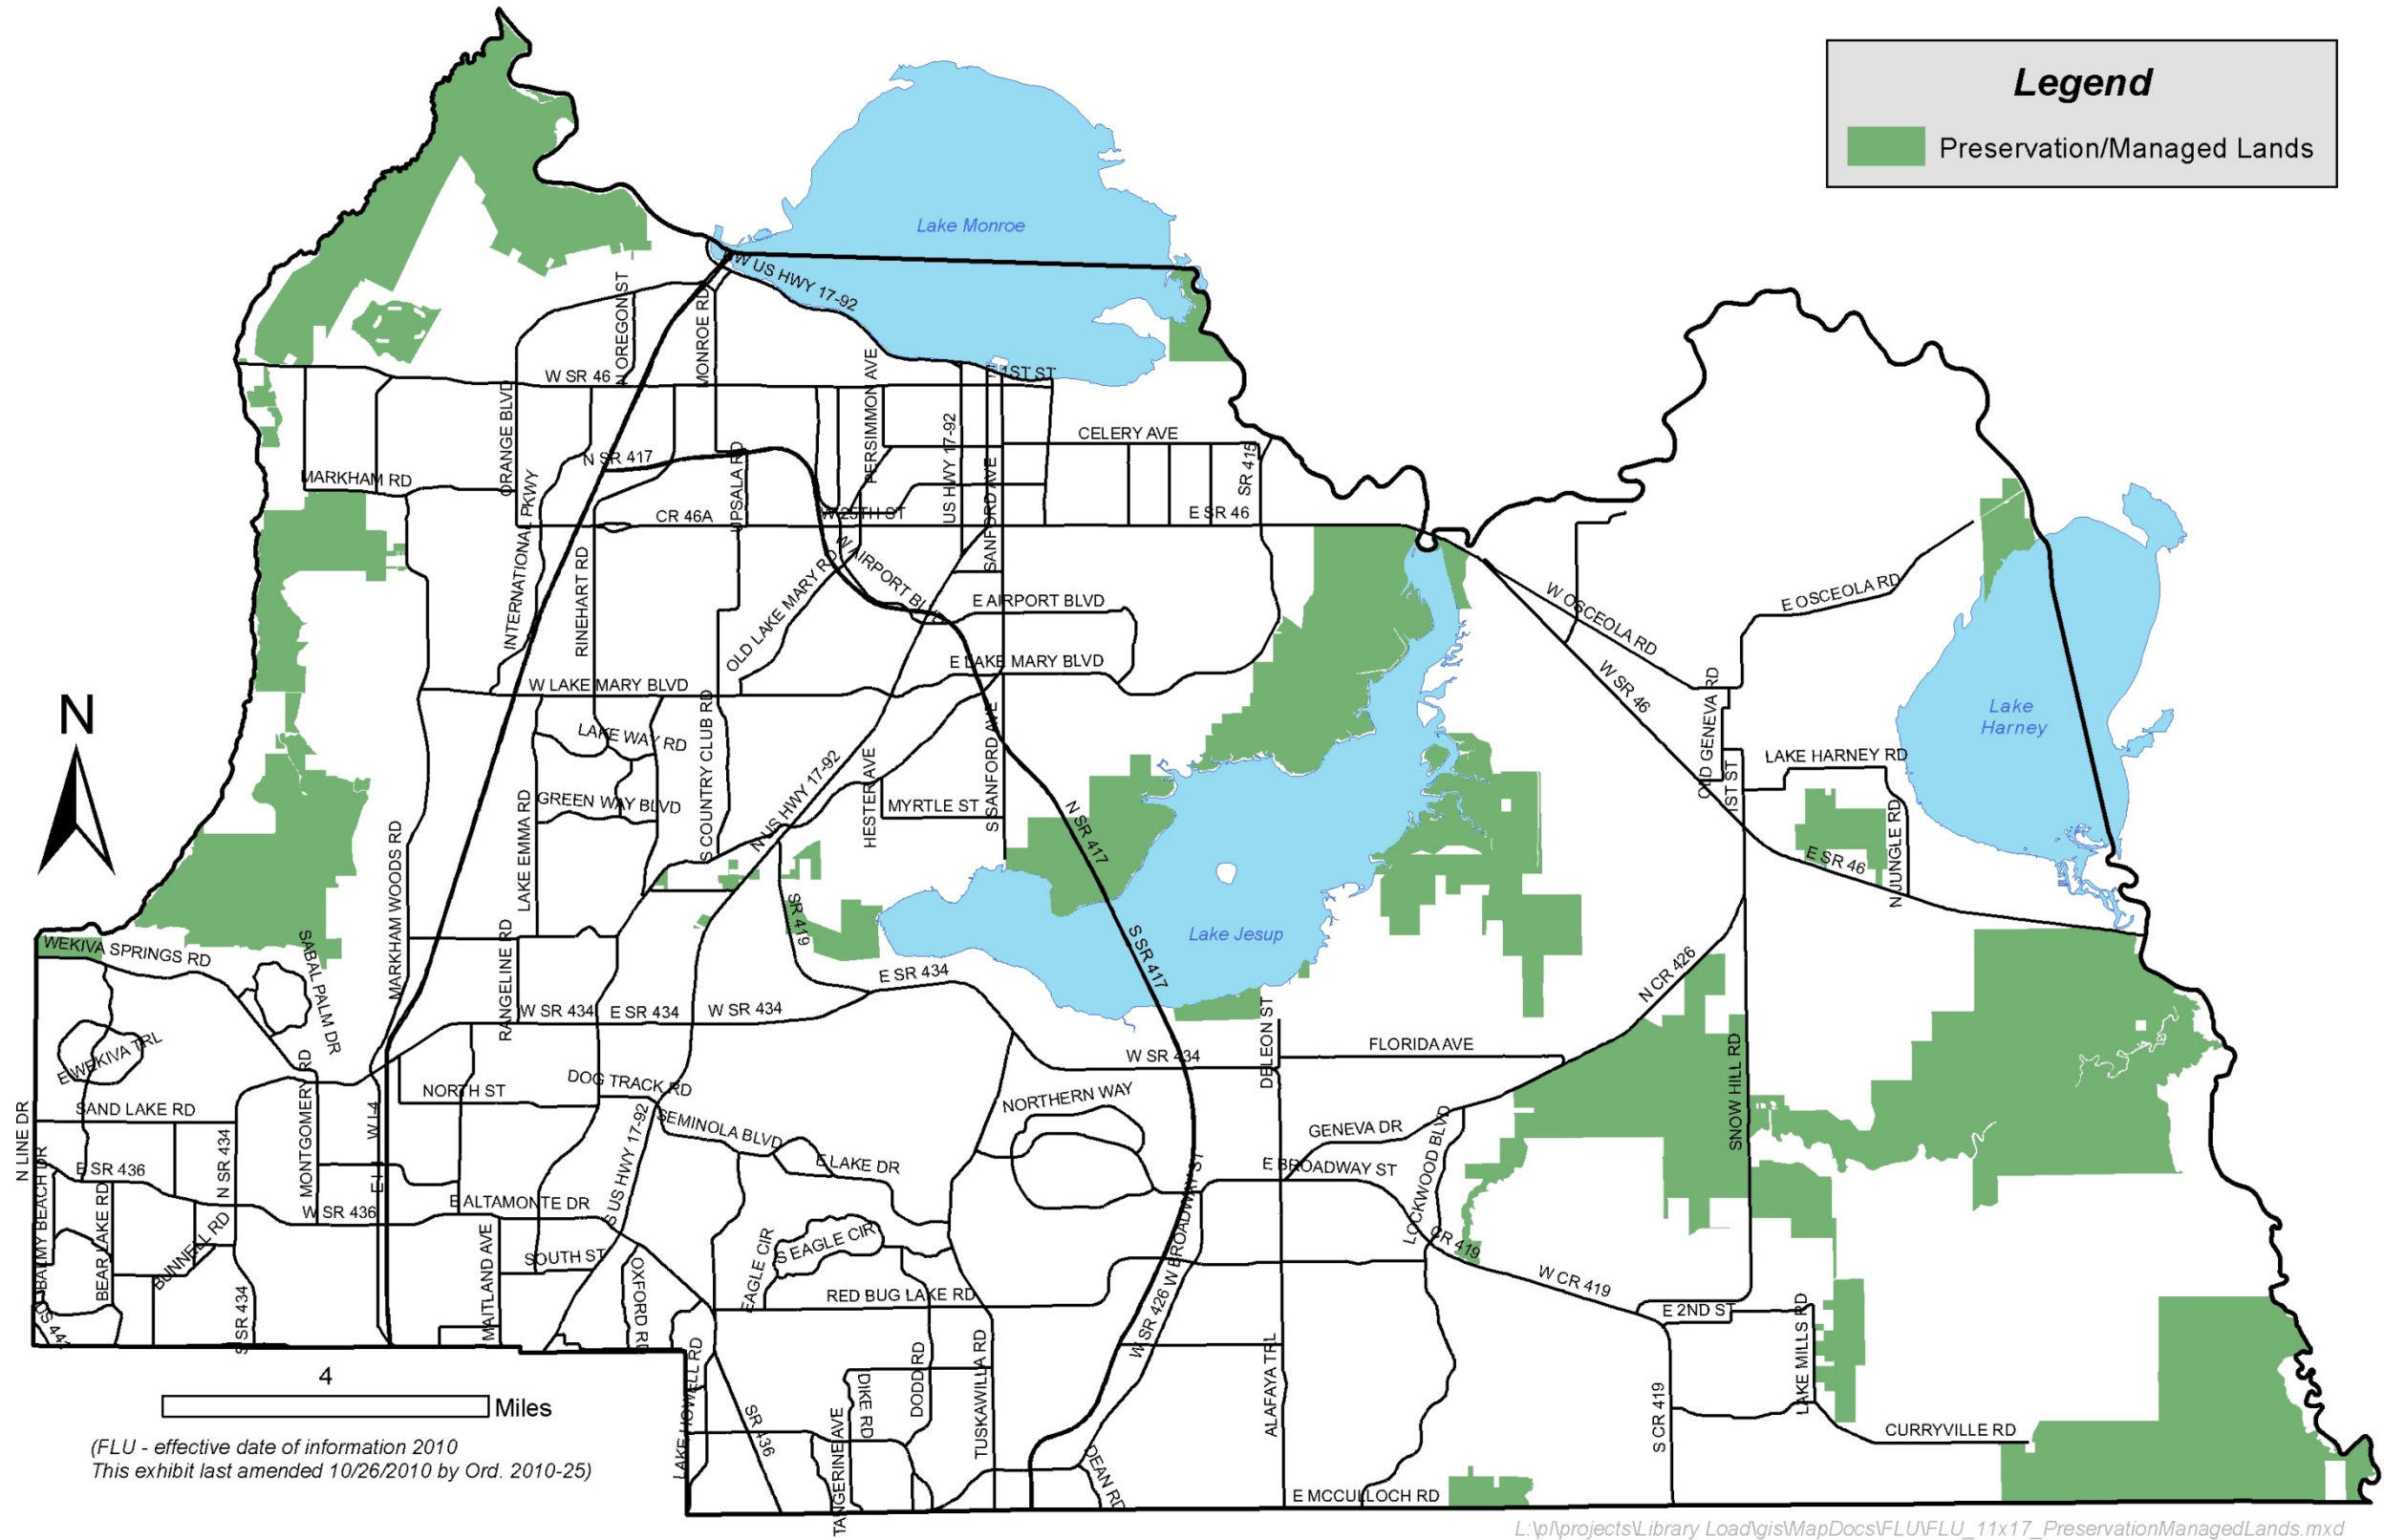 Legend
Preservation/Managed Lands
Lake Monroe
W US HWY 17-92
N OREGON ST
MONROE RD
W SR 46
E 1ST ST
PERSIMMON AVE
ORANGE BLVD
US HWY 17-92
CELERY AVE
SR 415
N SR 417
MARKHAM RD
UPSALA RD
SANFORD AVE
INTERNATIONAL PKWY
CR 46A
W 25TH ST
E SR 46
W AIRPORT BLVD
RINEHART RD
OLD LAKE MARY RD
E AIRPORT BLVD
W OSCEOLA RD
E OSCEOLA RD
E LAKE MARY BLVD
W LAKE MARY BLVD
W SR 46
OLD GENEVA RD
Lake
Harney
N
LAKE WAY RD
S COUNTRY CLUB RD
S SANFORD AVE
N US HWY 17-92
HESTER AVE
1ST ST
LAKE HARNEY RD
GREEN WAY BLVD
MYRTLE ST
N SR 417
LAKE EMMA RD
MARKHAM WOODS RD
N JUNGLE RD
E SR 46
SR 419
Lake Jesup
S SR 417
WEKIVA SPRINGS RD
SABAL PALM DR
RANGELINE RD
E SR 434
N CR 426
W SR 434
E SR 434
W SR 434
DELEON ST
E WEKIVA TRL
W SR 434
FLORIDA AVE
SNOW HILL RD
MONTGOMERY RD
NORTH ST
DOG TRACK RD
NORTHERN WAY
SAND LAKE RD
W I-4
SEMINOLA BLVD
GENEVA DR
LOCKWOOD BLVD
N LINE DR
N SR 434
S US HWY 17-92
E SR 436
E I-4
E LAKE DR
E BROADWAY ST
BALMY BEACH DR
BEAR LAKE RD
W SR 436
E ALTAMONTE DR
W BROADWAY ST
BUNNELL RD
MAITLAND AVE
SOUTH ST
EAGLE CIR
S EAGLE CIR
CR 419
W CR 419
OXFORD RD
RED BUG LAKE RD
E 2ND ST
S SR 434
W SR 426
LAKE MILLS RD
LAKE HOWELL RD
DODD RD
TUSKAWILLA RD
ALAFAYA TRL
4
Miles
SR 436
DIKE RD
TANGERINE AVE
DEAN RD
S CR 419
CURRYVILLE RD
E MCCULLOCH RD
(FLU - effective date of information 2010
This exhibit last amended 10/26/2010 by Ord. 2010-25)
L:\pl\projects\Library Load\gis\MapDocs\FLU\FLU_11x17_PreservationManagedLands.mxd